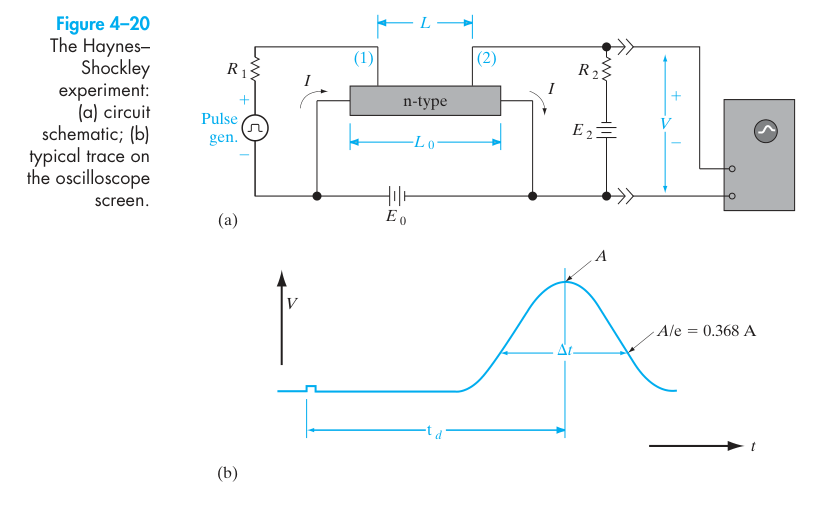 Figure 4–20
The Haynes–
Shockley
experiment:
(a) circuit
schematic; (b)
typical trace on
the oscilloscope
screen.
L
(1)
(2)
R1
R2
I
I
n-type
+
Pulse
gen.
−
L0
E2
+
V
−
E0
(a)
A
V
A/e = 0.368 A
Δt
td
t
(b)